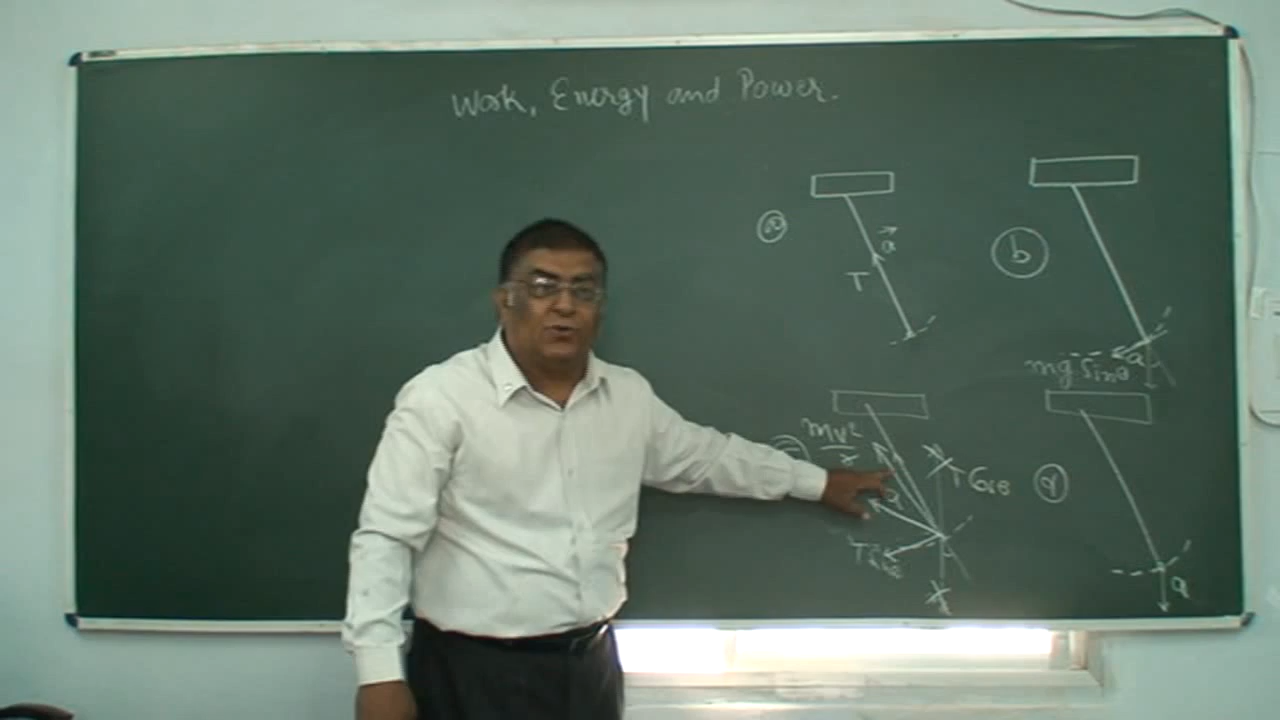 Work, Energy and Power.
a
a
T
b
mg Sinθ
a
mv²
r
T Cosθ
a
T Sinθ
d
a